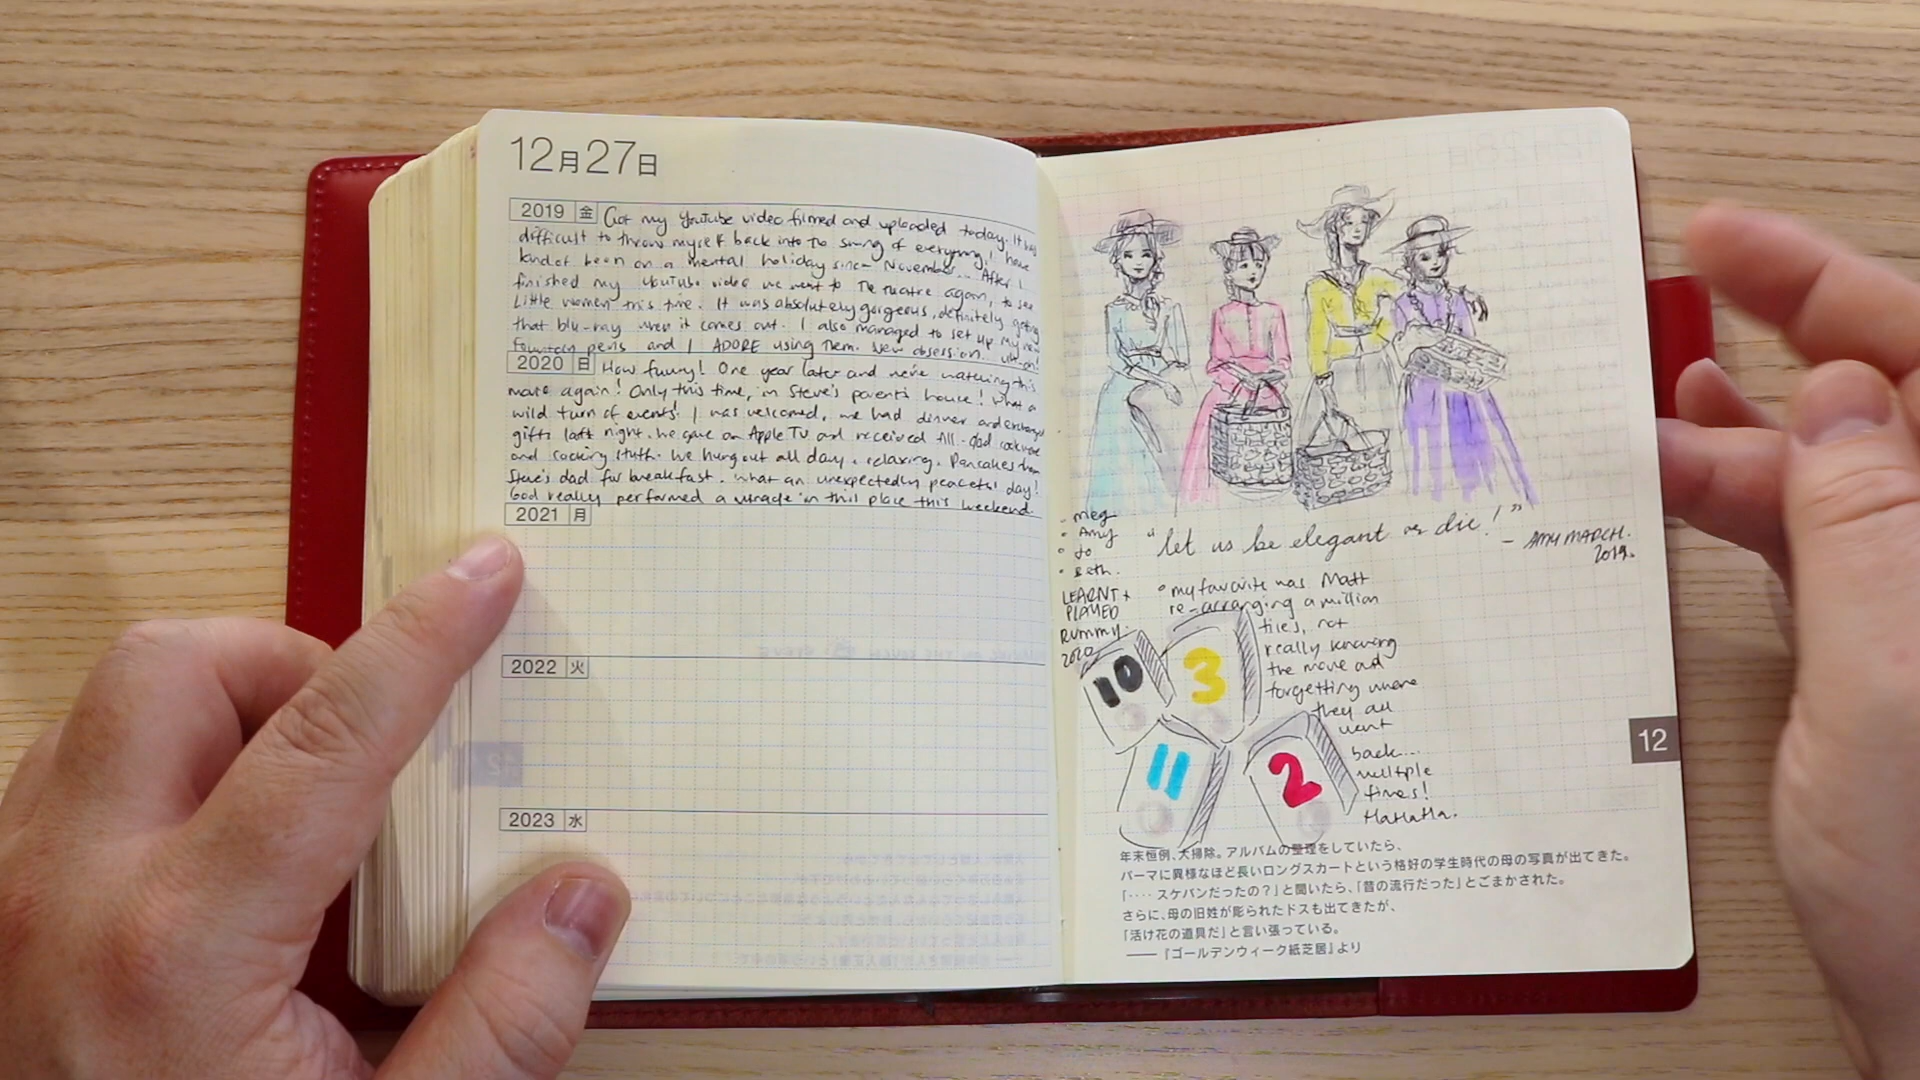 12月27日
2019 金 Got my YouTube video filmed and uploaded today. It was
difficult to throw myself back into the swing of everything! I have
kind of been on a mental holiday since November... After I
finished my YouTube video we went to the theatre again, to see
Little Women this time. It was absolutely gorgeous, definitely getting
that blu-ray when it comes out. I also managed to set up my new
fountain pens and I ADORE using them. New obsession... uh oh!
2020 日 How funny! One year later and we're watching this
move again! Only this time, in Steve's parents house! What a
wild turn of events! I was welcomed, we had dinner and exchanged
gifts last night. We gave an Apple TV and received
and cooking stuff. We hung out all day, relaxing. Pancakes from
Steve's dad for breakfast. What an unexpectedly peaceful day!
God really performed a miracle in this place this weekend.
2021 月
2022 火
2023 水
• Meg
• Amy
• Jo
• Beth.
"let us be elegant or die!"
- AMY MARCH.
2019.
LEARNT +
PLAYED
RUMMY.
2020
• my favourite was Matt
re-arranging a million
tiles, not
really knowing
the move and
forgetting where
they all
went
back...
multiple
times!
HaHaHa.
10
3
11
2
12
年末恒例、大掃除。アルバムの整理をしていたら、
パーマに異様なほど長いロングスカートという格好の学生時代の母の写真が出てきた。
「‥‥スケバンだったの?」と聞いたら、「昔の流行だった」とごまかされた。
さらに、母の旧姓が彫られたドスも出てきたが、
「活け花の道具だ」と言い張っている。
――『ゴールデンウィーク紙芝居』より